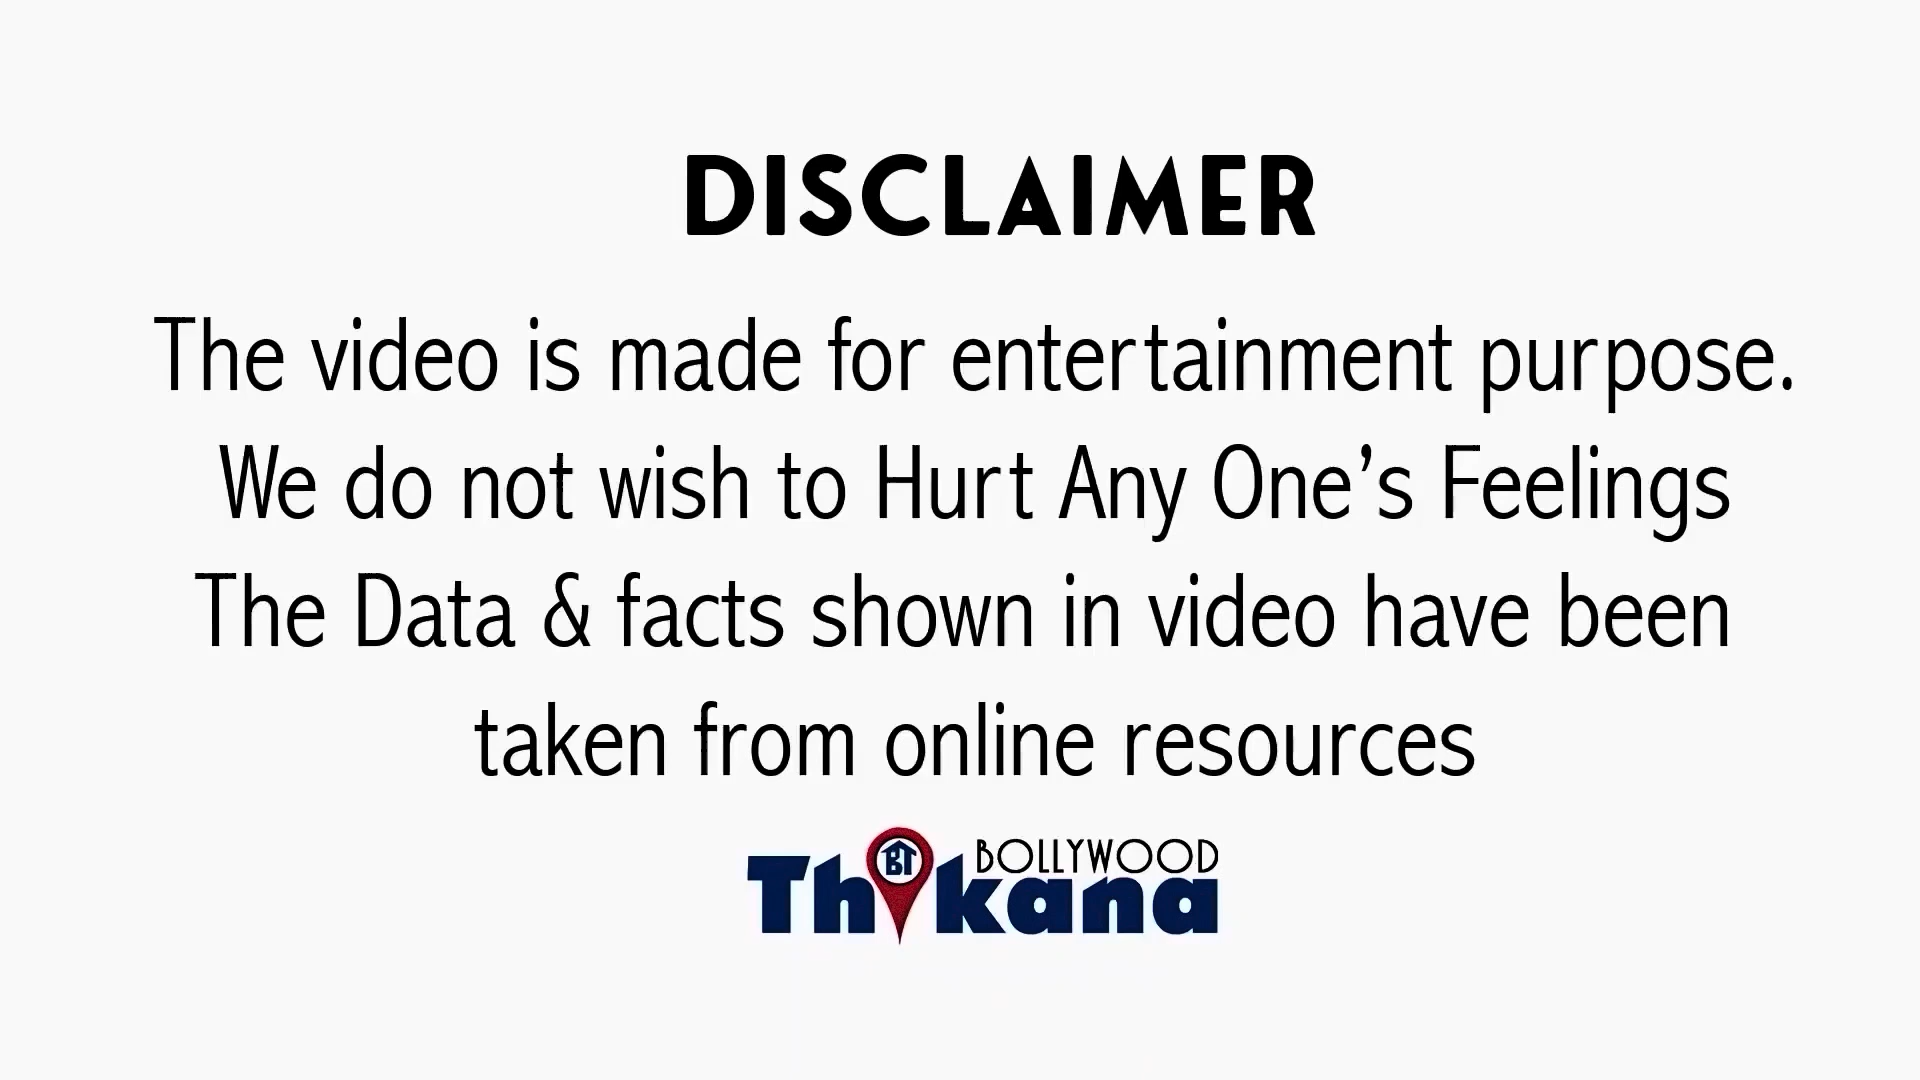 DISCLAIMER
The video is made for entertainment purpose.
We do not wish to Hurt Any One’s Feelings
The Data & facts shown in video have been
taken from online resources
BT
BOLLYWOOD
Thikana